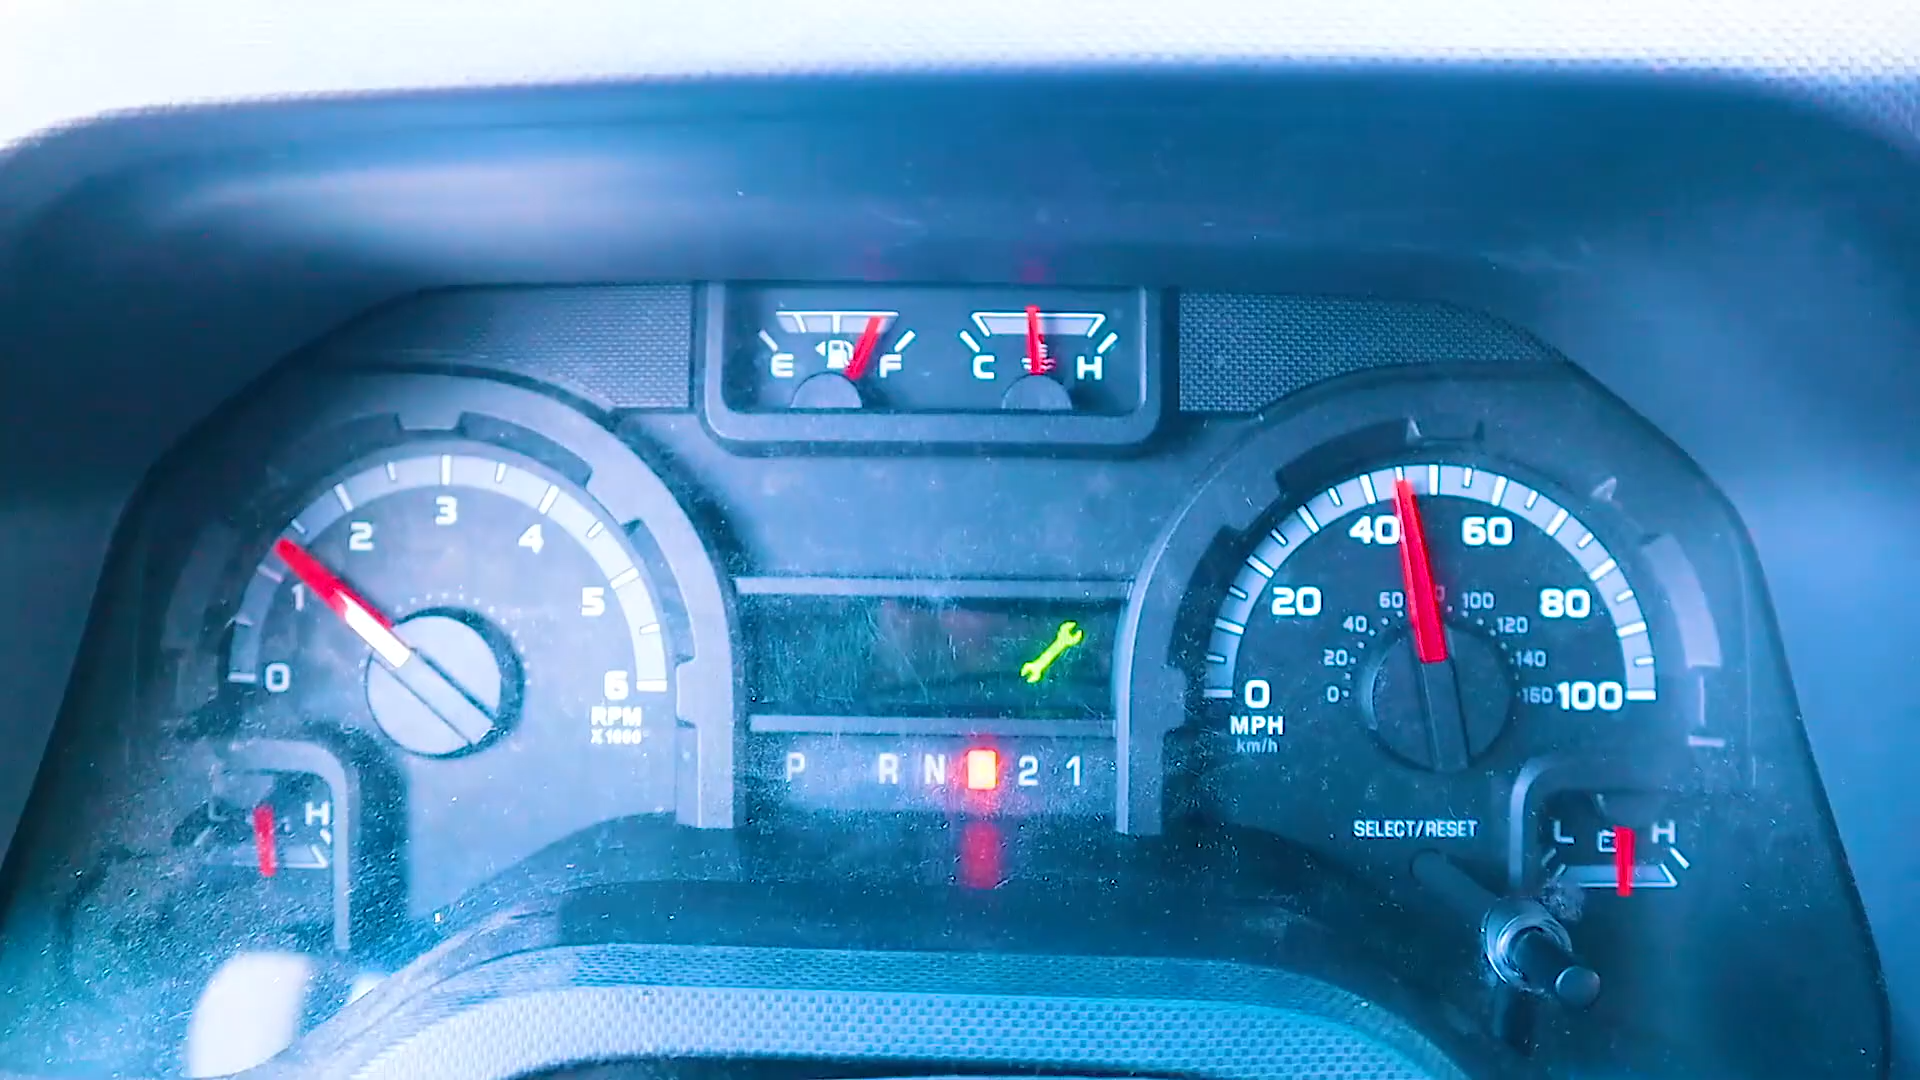 E F
C H
0 1 2 3 4 5 6
RPM
X1000
H
P R N 2 1
0 20 40 60 80 100
MPH
km/h
0 20 40 60 100 120 140 160
SELECT/RESET
L H